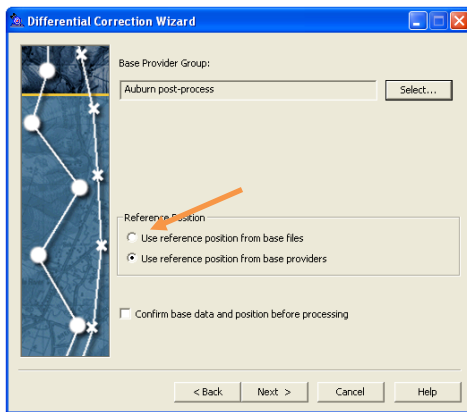 Differential Correction Wizard
Base Provider Group:
Auburn post-process
Select...
Reference Position
Use reference position from base files
Use reference position from base providers
Confirm base data and position before processing
< Back
Next >
Cancel
Help